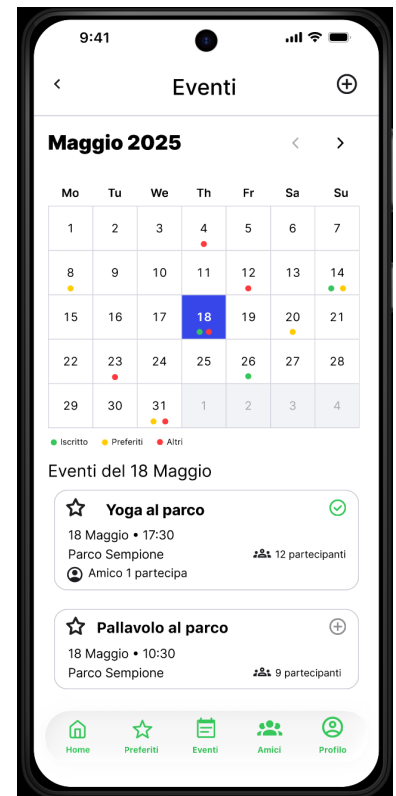 9:41
Eventi
Maggio 2025
Mo Tu We Th Fr Sa Su
1 2 3 4 5 6 7
8 9 10 11 12 13 14
15 16 17 18 19 20 21
22 23 24 25 26 27 28
29 30 31 1 2 3 4
Iscritto Preferiti Altri
Eventi del 18 Maggio
Yoga al parco
18 Maggio • 17:30
Parco Sempione 12 partecipanti
Amico 1 partecipa
Pallavolo al parco
18 Maggio • 10:30
Parco Sempione 9 partecipanti
Home Preferiti Eventi Amici Profilo